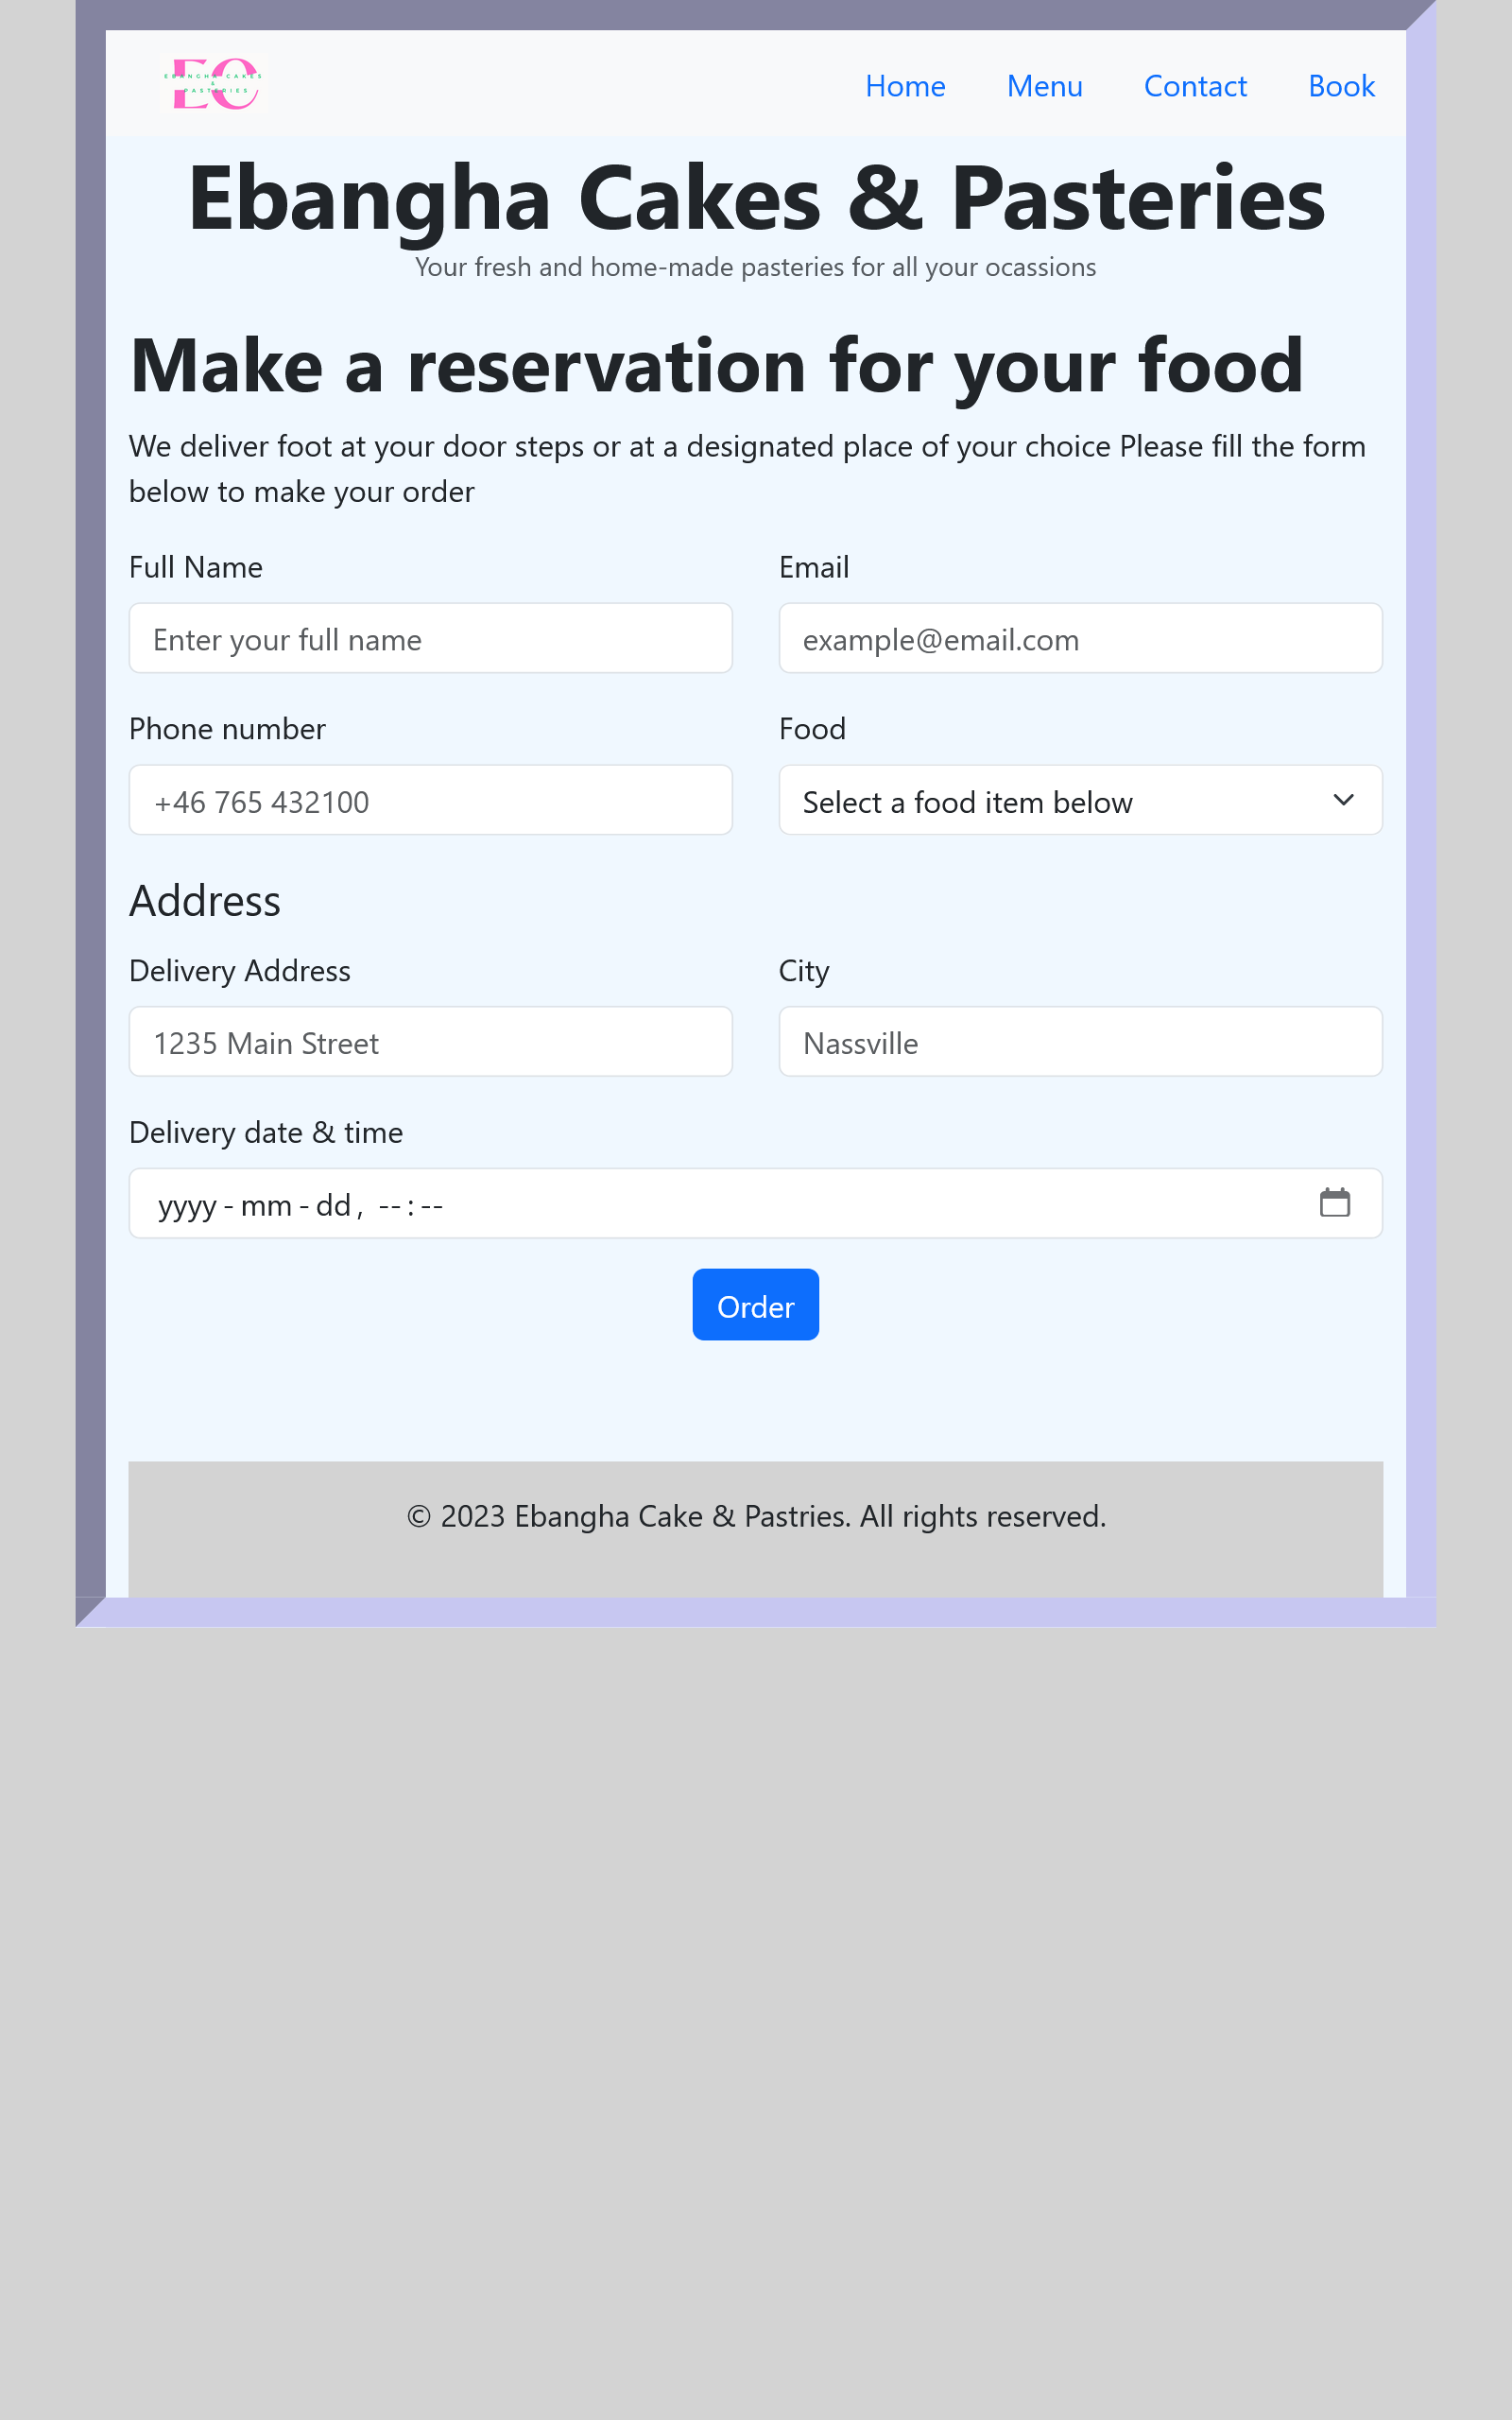 EC
EBANGHA CAKES
&
PASTERIES
Home Menu Contact Book
Ebangha Cakes & Pasteries
Your fresh and home-made pasteries for all your ocassions
Make a reservation for your food
We deliver foot at your door steps or at a designated place of your choice Please fill the form
below to make your order
Full Name Email
Enter your full name example@email.com
Phone number Food
+46 765 432100 Select a food item below
Address
Delivery Address City
1235 Main Street Nassville
Delivery date & time
yyyy-mm-dd, --:--
Order
© 2023 Ebangha Cake & Pastries. All rights reserved.